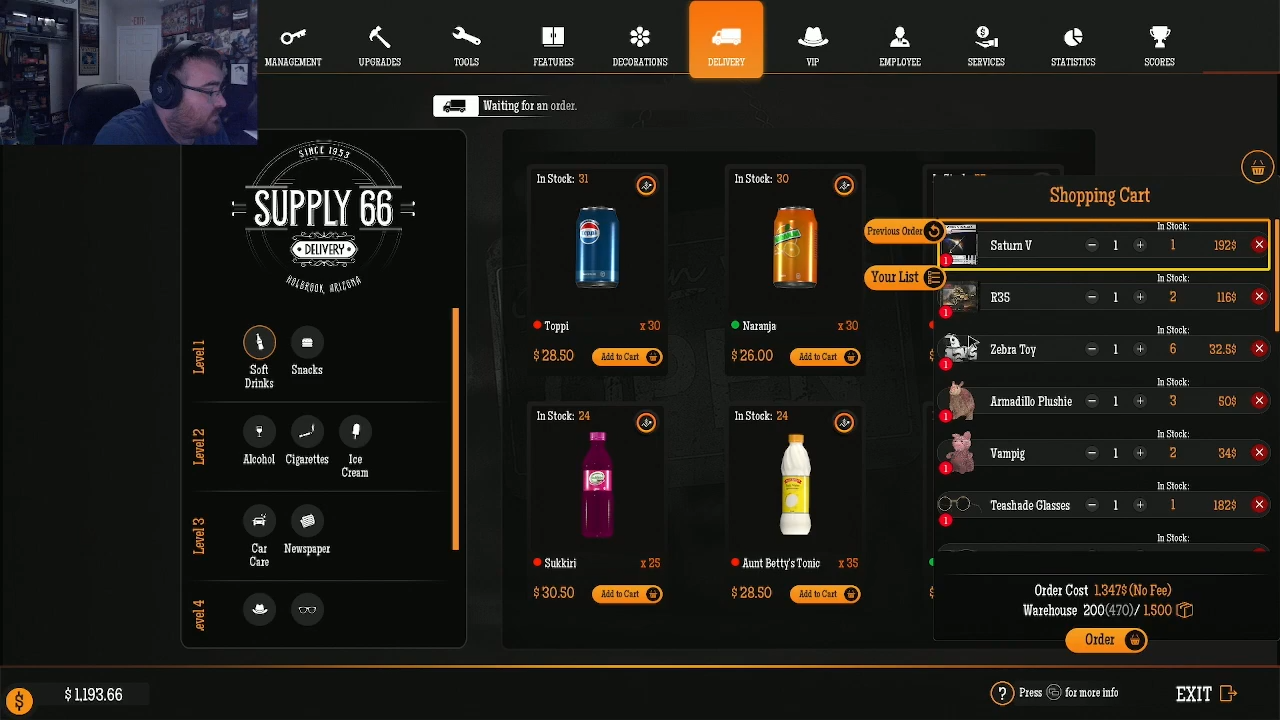 MANAGEMENT
UPGRADES
TOOLS
FEATURES
DECORATIONS
DELIVERY
VIP
EMPLOYEE
SERVICES
STATISTICS
SCORES
Waiting for an order.
SINCE 1953
SUPPLY 66
DELIVERY
HOLBROOK, ARIZONA
Level 1
Soft Drinks
Snacks
Level 2
Alcohol
Cigarettes
Ice Cream
Level 3
Car Care
Newspaper
Level 4
In Stock: 31
Toppi x 30
$ 28.50 Add to Cart
In Stock: 30
Naranja x 30
$ 26.00 Add to Cart
In Stock: 24
Sukkiri x 25
$ 30.50 Add to Cart
In Stock: 24
Aunt Betty's Tonic x 35
$ 28.50 Add to Cart
Previous Order
Your List
Shopping Cart
In Stock:
1 Saturn V 1 1 192$
In Stock:
1 R35 1 2 116$
In Stock:
1 Zebra Toy 1 6 32.5$
In Stock:
1 Armadillo Plushie 1 3 50$
In Stock:
1 Vampig 1 2 34$
In Stock:
1 Teashade Glasses 1 1 182$
In Stock:
Order Cost 1,347$ (No Fee)
Warehouse 200(470)/ 1,500
Order
$ 1,193.66
? Press for more info
EXIT